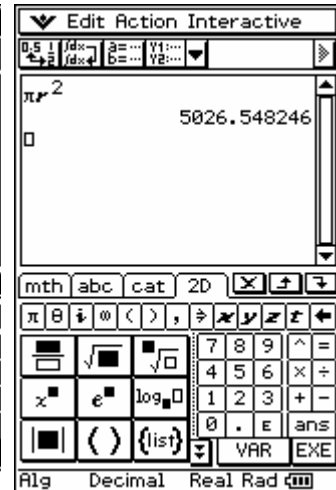 Edit Action Interactive
πr²
5026.548246
mth abc cat 2D
π θ i ∞ ( ) , ⇒ x y z t ←
7 8 9 ^ =
4 5 6 × ÷
1 2 3 + −
0 . E ans
VAR EXE
x■ e■ log■□
|■| ( ) {list}
Alg Decimal Real Rad